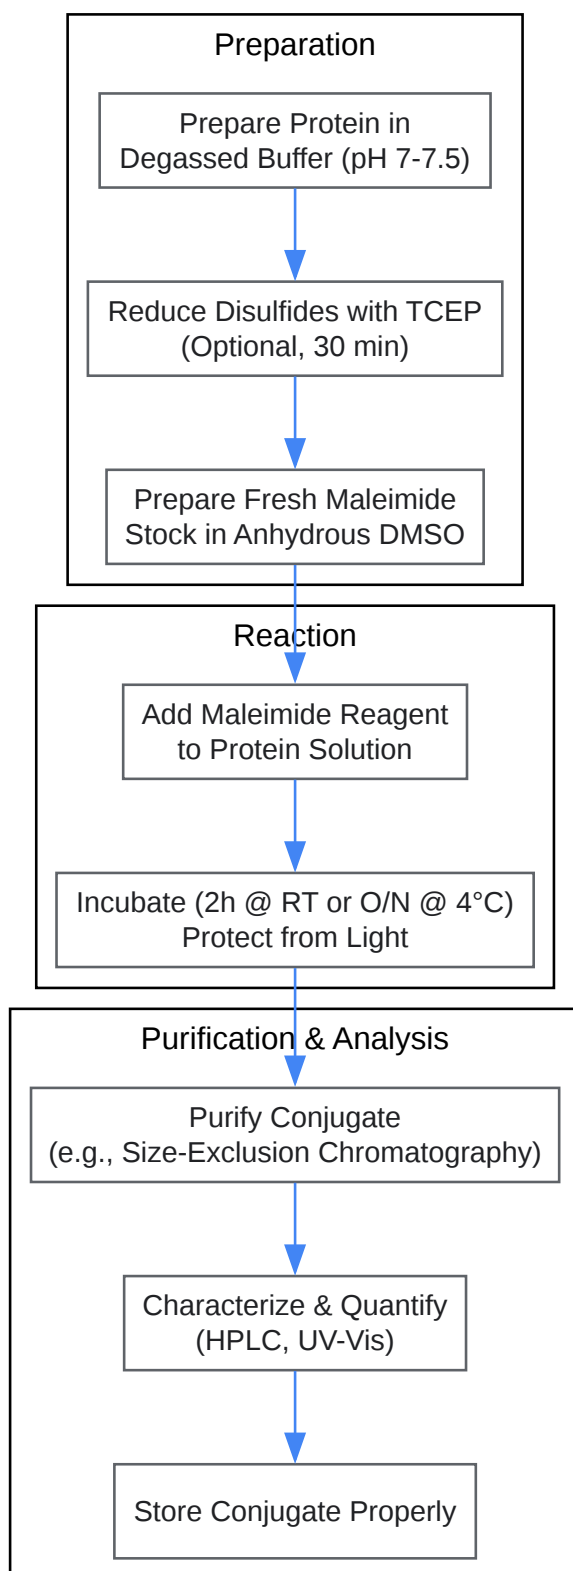 Preparation
Prepare Protein in
Degassed Buffer (pH 7-7.5)
Reduce Disulfides with TCEP
(Optional, 30 min)
Prepare Fresh Maleimide
Stock in Anhydrous DMSO
Reaction
Add Maleimide Reagent
to Protein Solution
Incubate (2h @ RT or O/N @ 4°C)
Protect from Light
Purification & Analysis
Purify Conjugate
(e.g., Size-Exclusion Chromatography)
Characterize & Quantify
(HPLC, UV-Vis)
Store Conjugate Properly